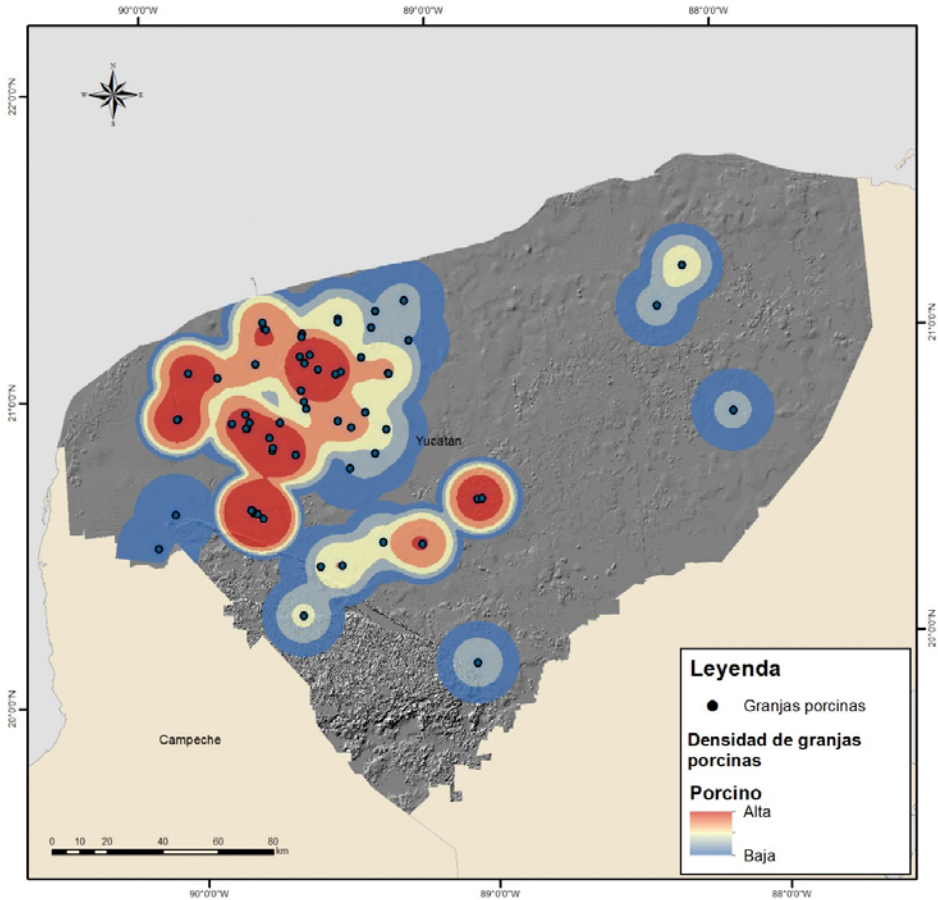 90°0'0"W 89°0'0"W 88°0'0"W
22°0'0"N
N
W E
S
21°0'0"N
21°0'0"N
Yucatán
20°0'0"N
20°0'0"N
Campeche
Leyenda
Granjas porcinas
Densidad de granjas
porcinas
Porcino
Alta
Baja
0 10 20 40 60 80
km
90°0'0"W 89°0'0"W 88°0'0"W